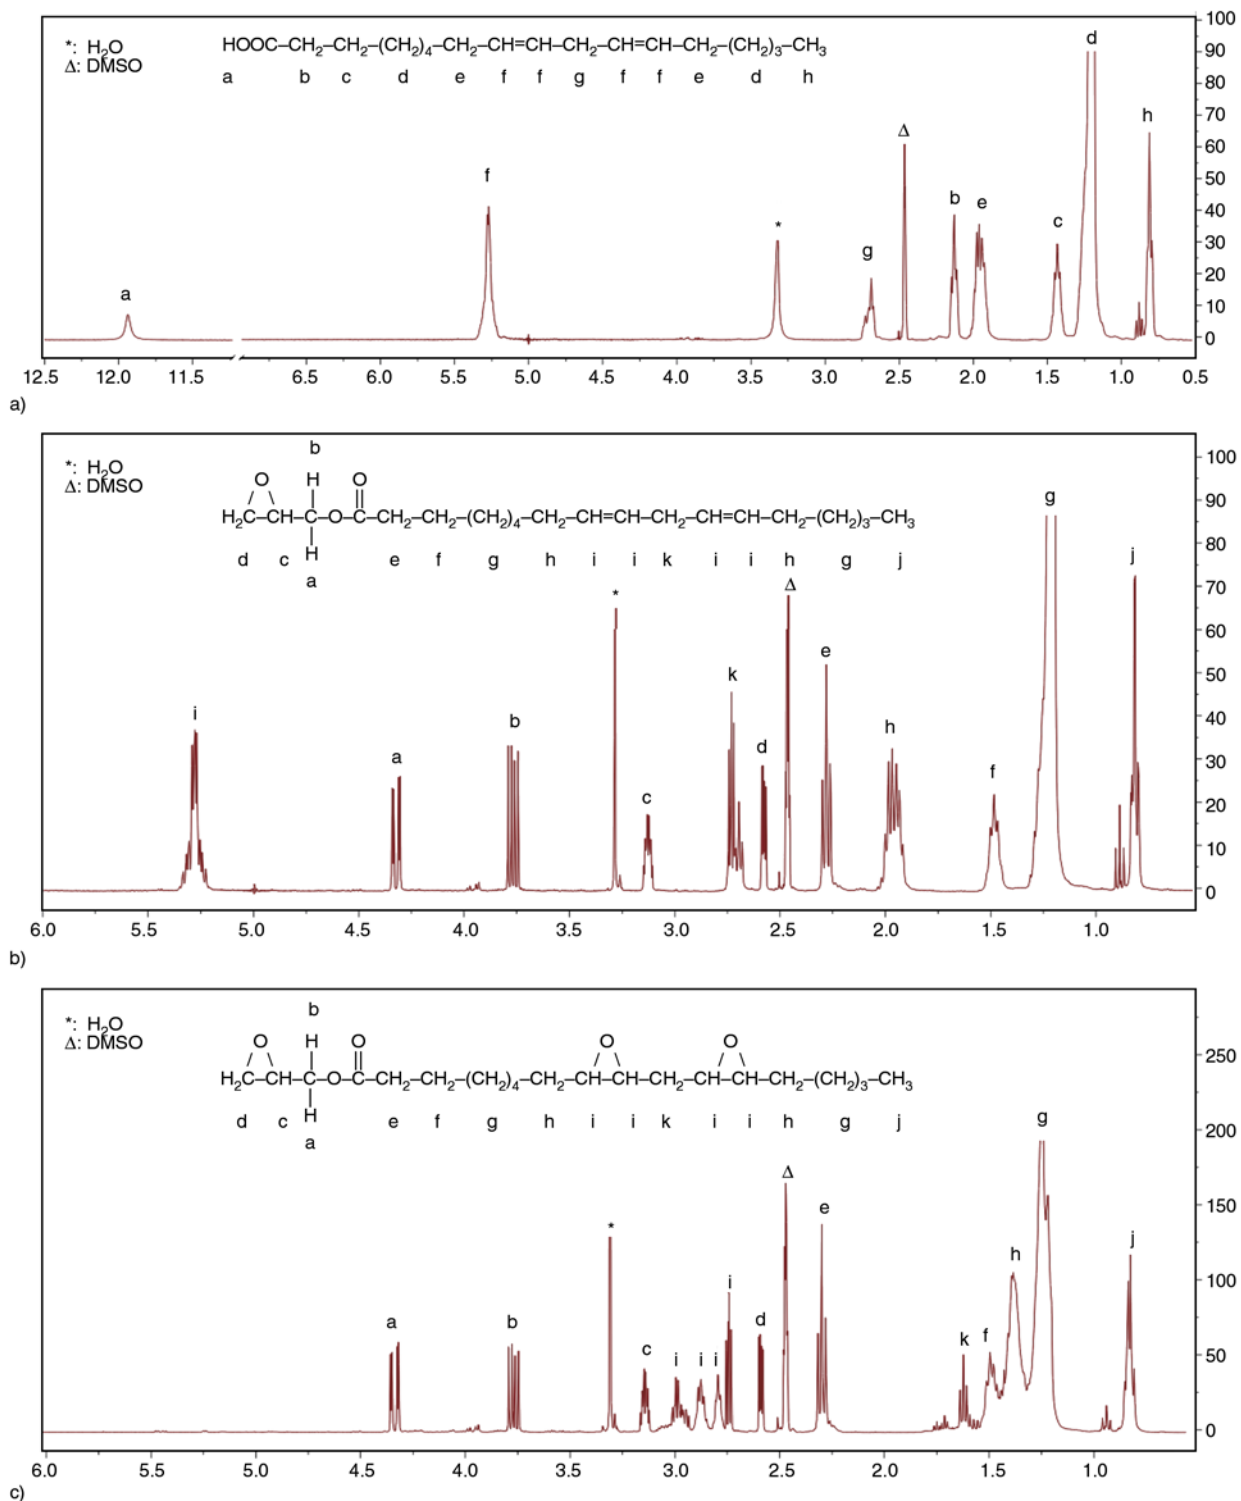 *: H₂O
Δ: DMSO
HOOC–CH₂–CH₂–(CH₂)₄–CH₂–CH=CH–CH₂–CH=CH–CH₂–(CH₂)₃–CH₃
a b c d e f f g f f e d h
a f * g Δ b e c d h
100
90
80
70
60
50
40
30
20
10
0
12.5 12.0 11.5 6.5 6.0 5.5 5.0 4.5 4.0 3.5 3.0 2.5 2.0 1.5 1.0 0.5
a)
*: H₂O
Δ: DMSO
b
O H O
H₂C–CH–C–O–C–CH₂–CH₂–(CH₂)₄–CH₂–CH=CH–CH₂–CH=CH–CH₂–(CH₂)₃–CH₃
d c H e f g h i i k i i h g j
a
i a b * c k d Δ e h f g j
100
90
80
70
60
50
40
30
20
10
0
6.0 5.5 5.0 4.5 4.0 3.5 3.0 2.5 2.0 1.5 1.0
b)
*: H₂O
Δ: DMSO
b
O H O O O
H₂C–CH–C–O–C–CH₂–CH₂–(CH₂)₄–CH₂–CH–CH–CH₂–CH–CH–CH₂–(CH₂)₃–CH₃
d c H e f g h i i k i i h g j
a
a b * c i i i i d Δ e k f h g j
250
200
150
100
50
0
6.0 5.5 5.0 4.5 4.0 3.5 3.0 2.5 2.0 1.5 1.0
c)